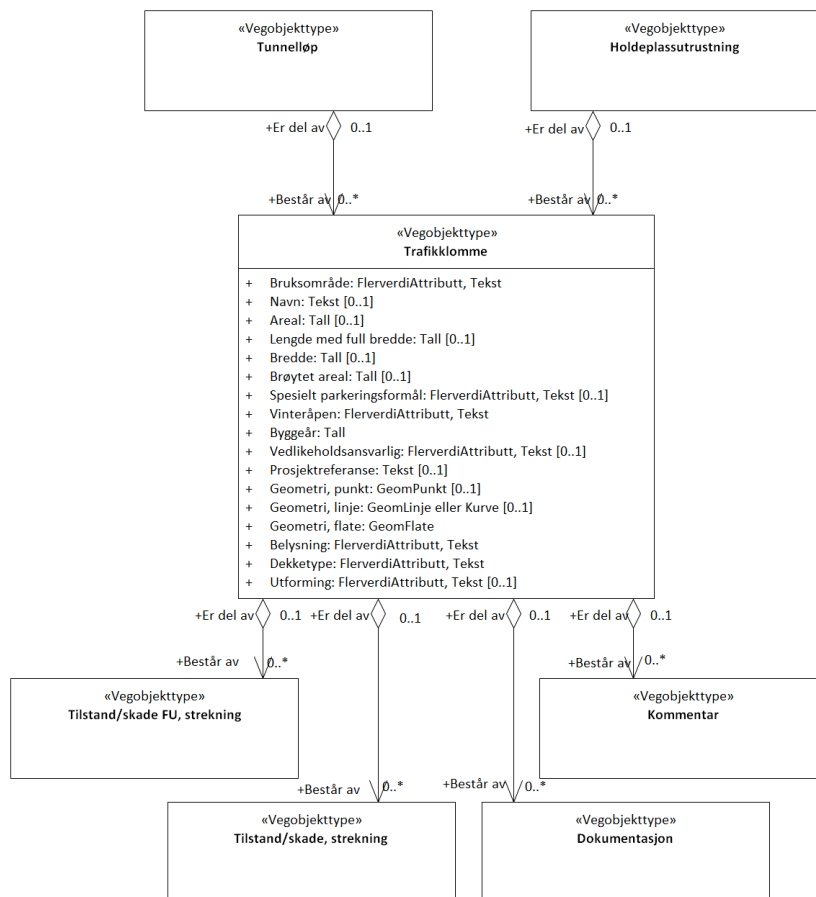 «Vegobjekttype»
Tunnelløp
«Vegobjekttype»
Holdeplassutrustning
+Er del av 0..1
+Er del av 0..1
+Består av 0..*
+Består av 0..*
«Vegobjekttype»
Trafikklomme
+ Bruksområde: FlerverdiAttributt, Tekst
+ Navn: Tekst [0..1]
+ Areal: Tall [0..1]
+ Lengde med full bredde: Tall [0..1]
+ Bredde: Tall [0..1]
+ Brøytet areal: Tall [0..1]
+ Spesielt parkeringsformål: FlerverdiAttributt, Tekst [0..1]
+ Vinteråpen: FlerverdiAttributt, Tekst
+ Byggeår: Tall
+ Vedlikeholdsansvarlig: FlerverdiAttributt, Tekst [0..1]
+ Prosjektreferanse: Tekst [0..1]
+ Geometri, punkt: GeomPunkt [0..1]
+ Geometri, linje: GeomLinje eller Kurve [0..1]
+ Geometri, flate: GeomFlate
+ Belysning: FlerverdiAttributt, Tekst
+ Dekketype: FlerverdiAttributt, Tekst
+ Utforming: FlerverdiAttributt, Tekst [0..1]
+Er del av 0..1
+Er del av 0..1
+Er del av 0..1
+Er del av 0..1
+Består av 0..*
+Består av 0..*
«Vegobjekttype»
Tilstand/skade FU, strekning
«Vegobjekttype»
Kommentar
+Består av 0..*
+Består av 0..*
«Vegobjekttype»
Tilstand/skade, strekning
«Vegobjekttype»
Dokumentasjon